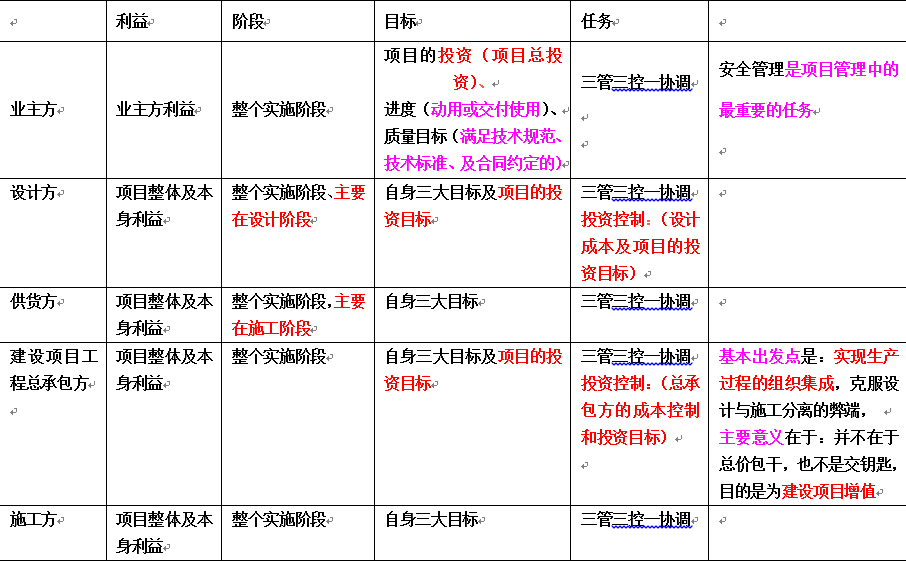 利益 阶段 目标 任务
业主方 业主方利益 整个实施阶段
项目的投资（项目总投
资）、
进度（动用或交付使用）、
质量目标（满足技术规范、
技术标准、及合同约定的）
三管三控一协调
安全管理是项目管理中的
最重要的任务
设计方
项目整体及本
身利益
整个实施阶段、主要
在设计阶段
自身三大目标及项目的投
资目标
三管三控一协调
投资控制：（设计
成本及项目的投
资目标）
供货方
项目整体及本
身利益
整个实施阶段，主要
在施工阶段
自身三大目标
三管三控一协调
建设项目工
程总承包方
项目整体及本
身利益
整个实施阶段
自身三大目标及项目的投
资目标
三管三控一协调
投资控制：（总承
包方的成本控制
和投资目标）
基本出发点是：实现生产
过程的组织集成，克服设
计与施工分离的弊端，
主要意义在于：并不在于
总价包干，也不是交钥匙，
目的是为建设项目增值
施工方
项目整体及本
身利益
整个实施阶段
自身三大目标
三管三控一协调